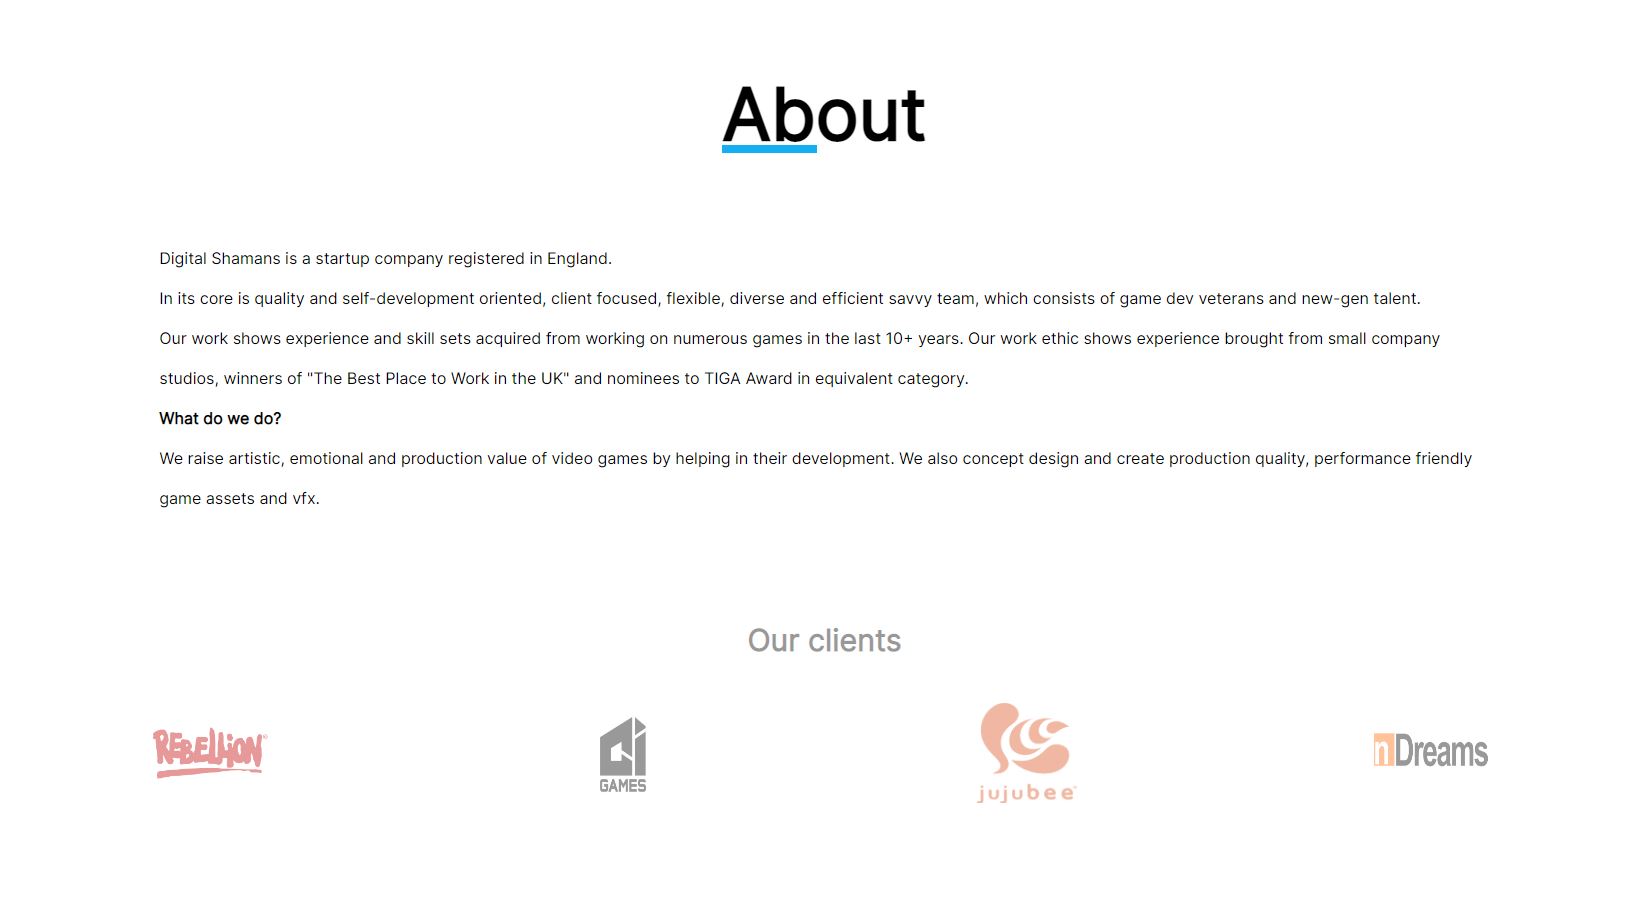 About
Digital Shamans is a startup company registered in England.
In its core is quality and self-development oriented, client focused, flexible, diverse and efficient savvy team, which consists of game dev veterans and new-gen talent.
Our work shows experience and skill sets acquired from working on numerous games in the last 10+ years. Our work ethic shows experience brought from small company
studios, winners of "The Best Place to Work in the UK" and nominees to TIGA Award in equivalent category.
What do we do?
We raise artistic, emotional and production value of video games by helping in their development. We also concept design and create production quality, performance friendly
game assets and vfx.
Our clients
REBELLION
GAMES
jujubee
nDreams